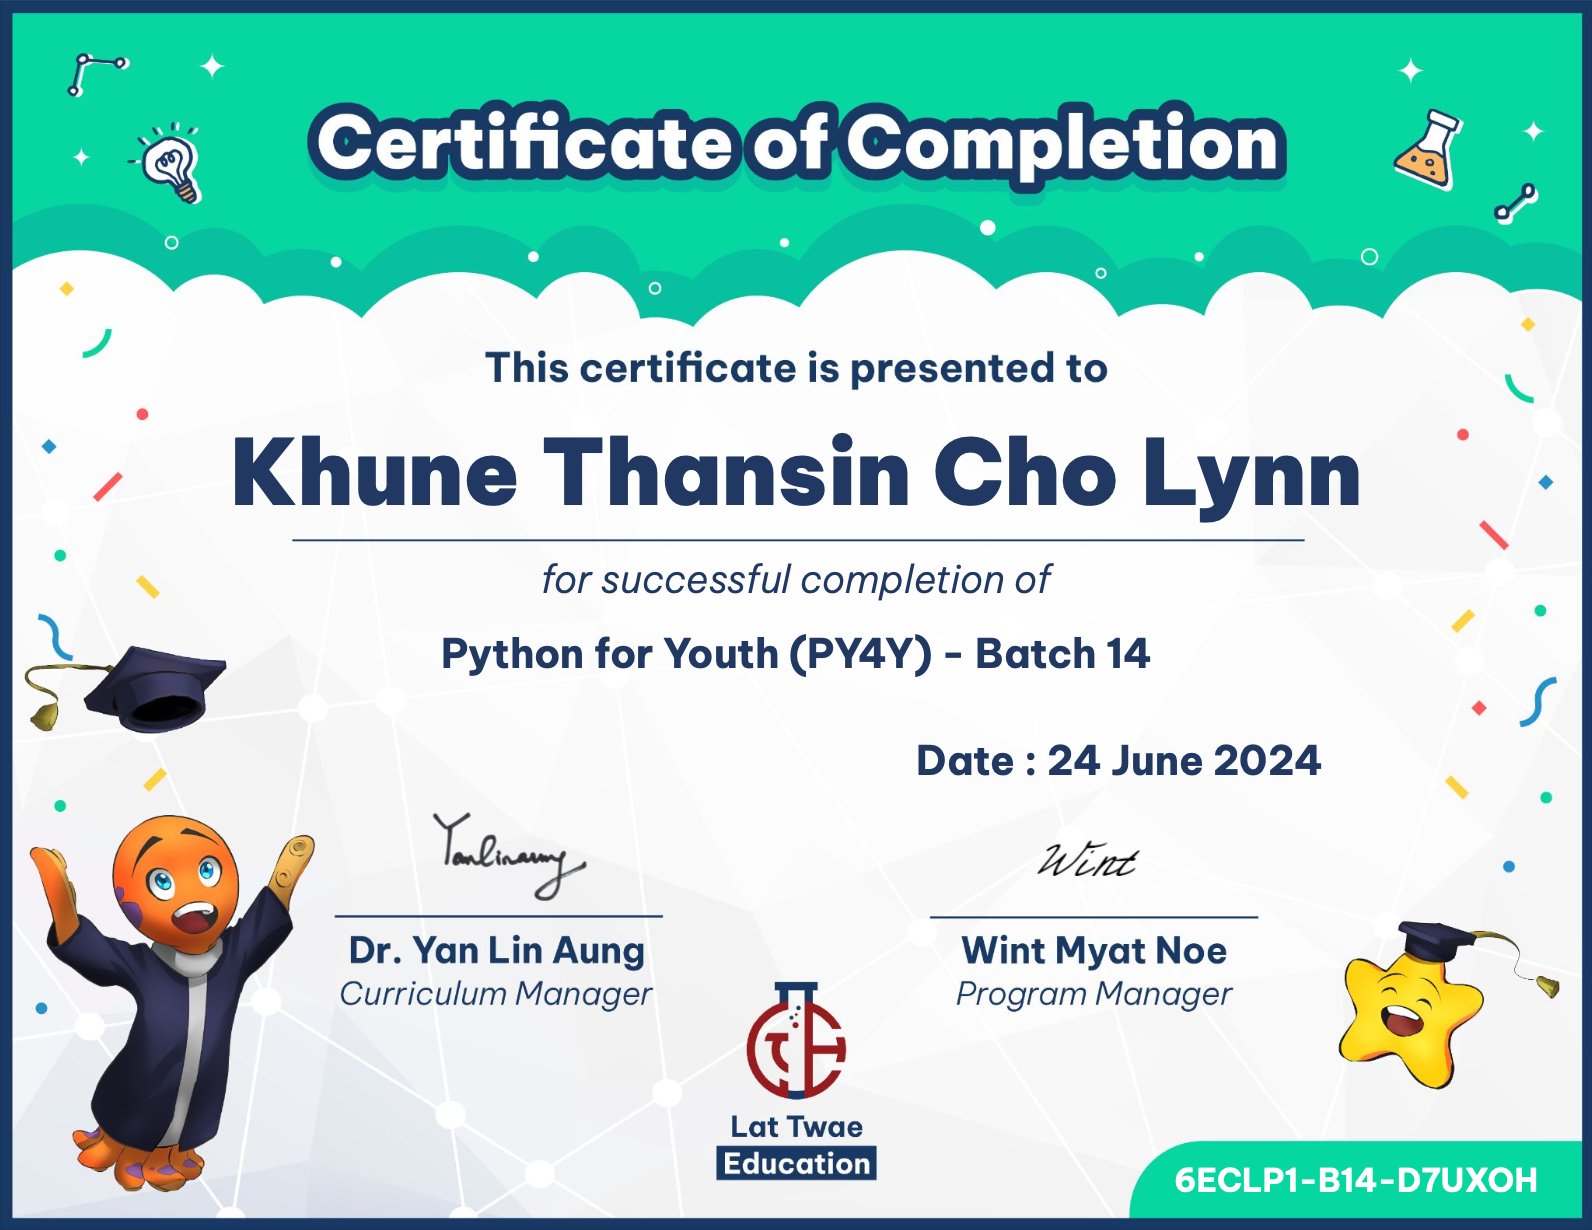 Certificate of Completion
This certificate is presented to
Khune Thansin Cho Lynn
for successful completion of
Python for Youth (PY4Y) - Batch 14
Date : 24 June 2024
Yanlinaung
Wint
Dr. Yan Lin Aung
Curriculum Manager
Wint Myat Noe
Program Manager
Lat Twae
Education
6ECLP1-B14-D7UXOH